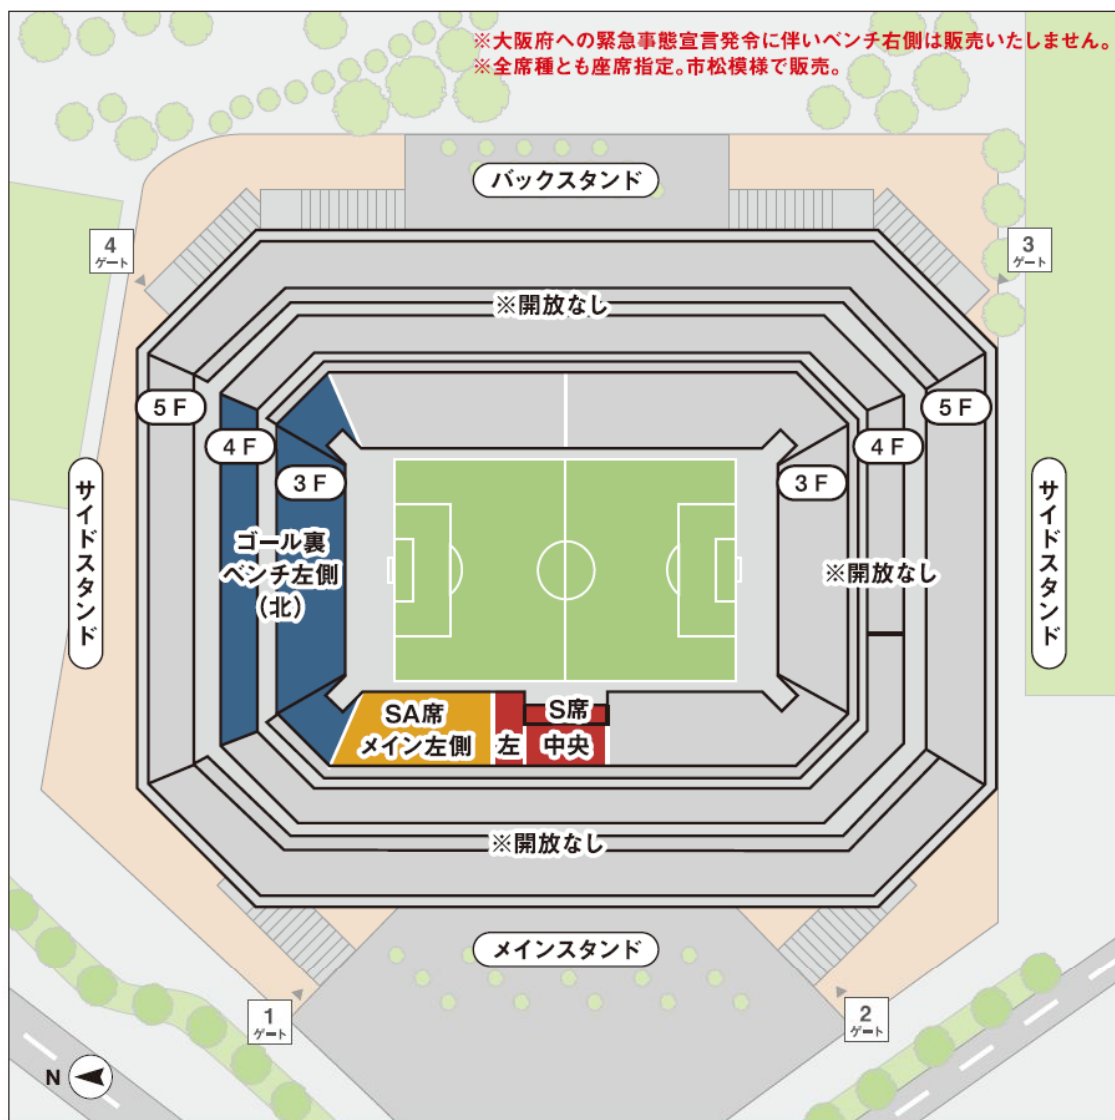 ※大阪府への緊急事態宣言発令に伴いベンチ右側は販売いたしません。
※全席種とも座席指定。市松模様で販売。
バックスタンド
4
ゲート
3
ゲート
※開放なし
5F
5F
4F
4F
3F
3F
サイドスタンド
サイドスタンド
ゴール裏
ベンチ左側
(北)
※開放なし
SA席
メイン左側
左
S席
中央
※開放なし
メインスタンド
1
ゲート
2
ゲート
N